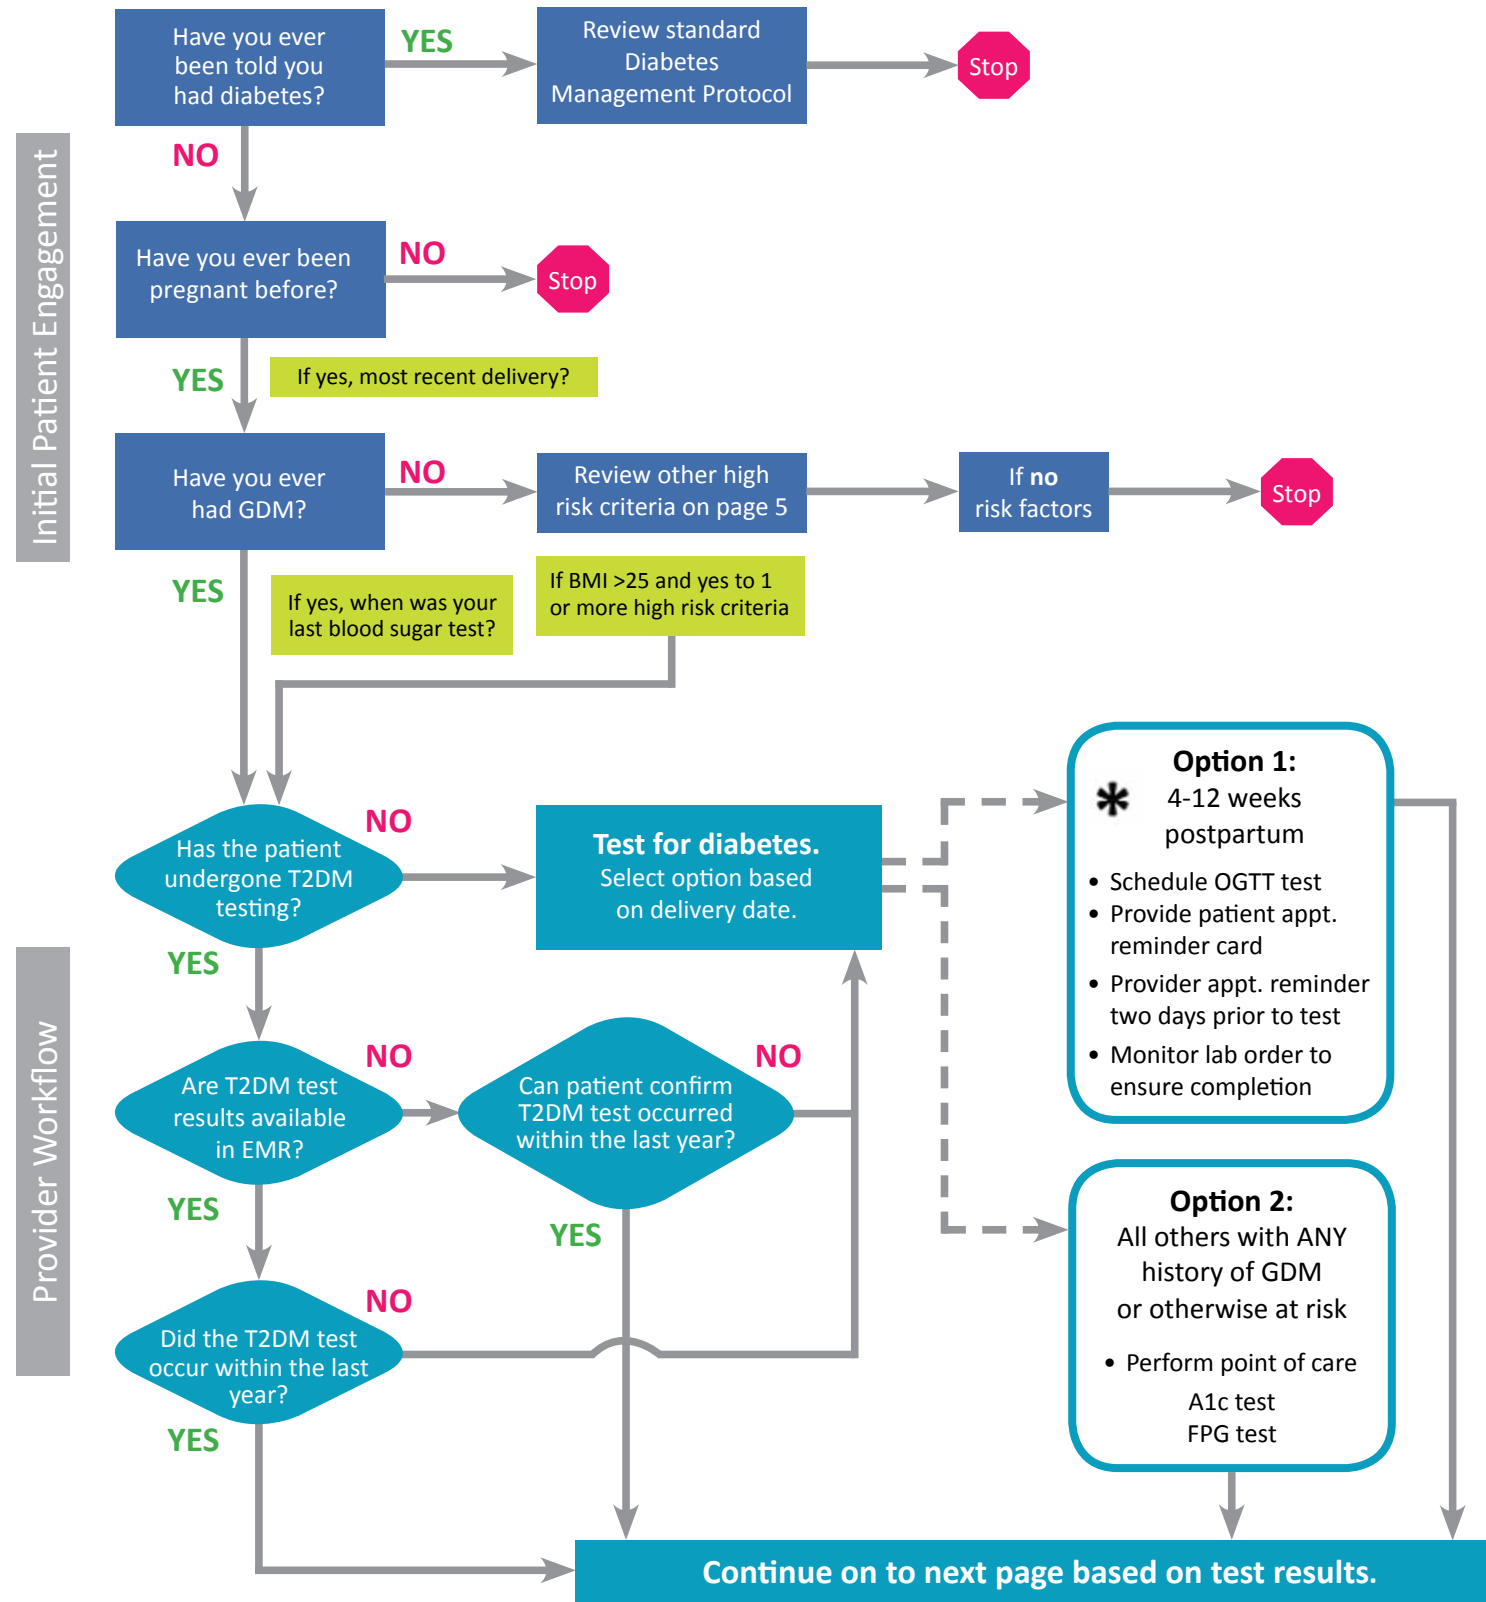 Initial Patient Engagement
Have you ever
been told you
had diabetes?
YES
Review standard
Diabetes
Management Protocol
Stop
NO
Have you ever been
pregnant before?
NO
Stop
YES
If yes, most recent delivery?
Have you ever
had GDM?
NO
Review other high
risk criteria on page 5
If no
risk factors
Stop
YES
If yes, when was your
last blood sugar test?
If BMI >25 and yes to 1
or more high risk criteria
Provider Workflow
Has the patient
undergone T2DM
testing?
NO
Test for diabetes.
Select option based
on delivery date.
YES
Are T2DM test
results available
in EMR?
NO
Can patient confirm
T2DM test occurred
within the last year?
NO
YES
YES
Did the T2DM test
occur within the last
year?
NO
YES
Option 1:
* 4-12 weeks
postpartum
• Schedule OGTT test
• Provide patient appt.
reminder card
• Provider appt. reminder
two days prior to test
• Monitor lab order to
ensure completion
Option 2:
All others with ANY
history of GDM
or otherwise at risk
• Perform point of care
A1c test
FPG test
Continue on to next page based on test results.